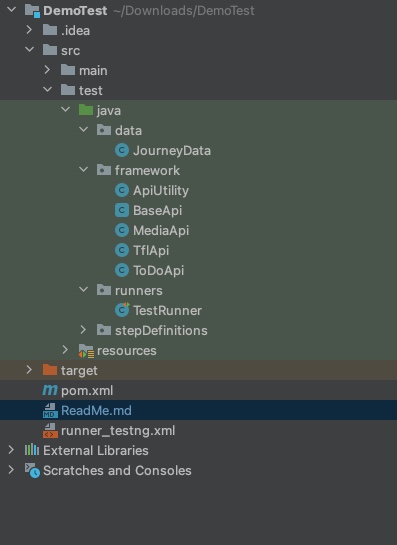 DemoTest ~/Downloads/DemoTest
.idea
src
main
test
java
data
JourneyData
framework
ApiUtility
BaseApi
MediaApi
TflApi
ToDoApi
runners
TestRunner
stepDefinitions
resources
target
pom.xml
ReadMe.md
runner_testng.xml
External Libraries
Scratches and Consoles